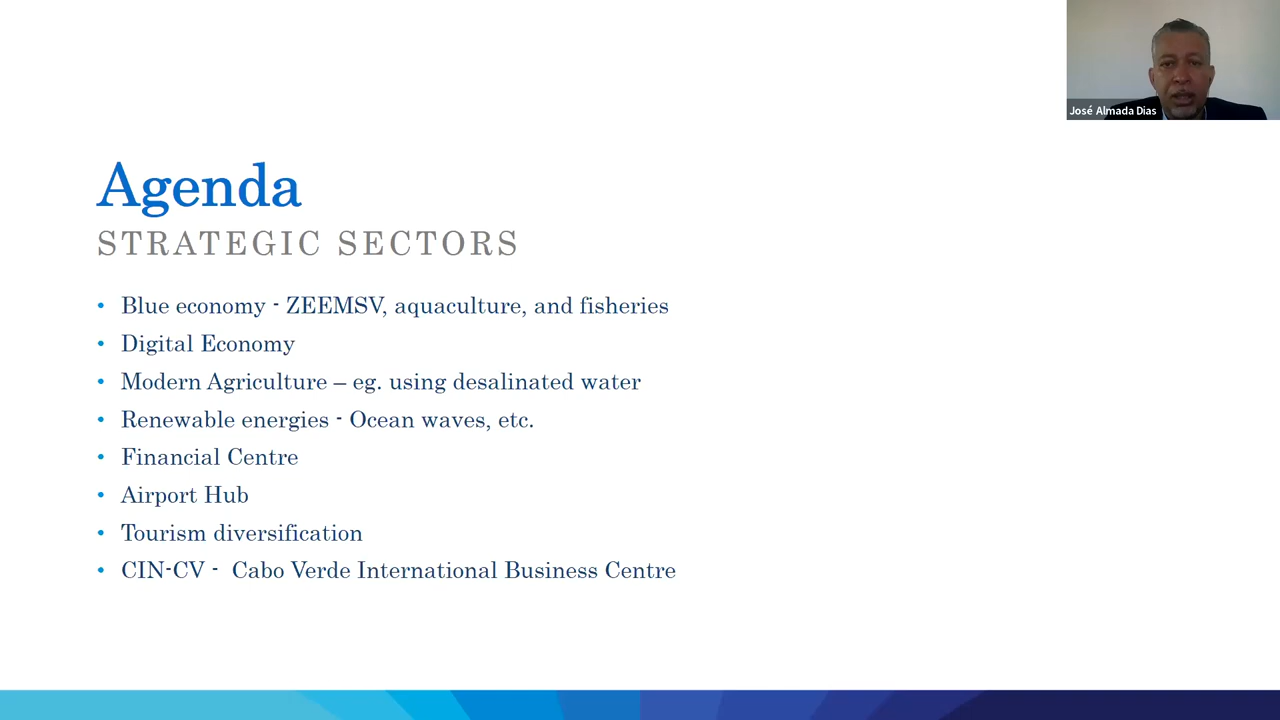 José Almada Dias
Agenda
STRATEGIC SECTORS
• Blue economy - ZEEMSV, aquaculture, and fisheries
• Digital Economy
• Modern Agriculture – eg. using desalinated water
• Renewable energies - Ocean waves, etc.
• Financial Centre
• Airport Hub
• Tourism diversification
• CIN-CV - Cabo Verde International Business Centre